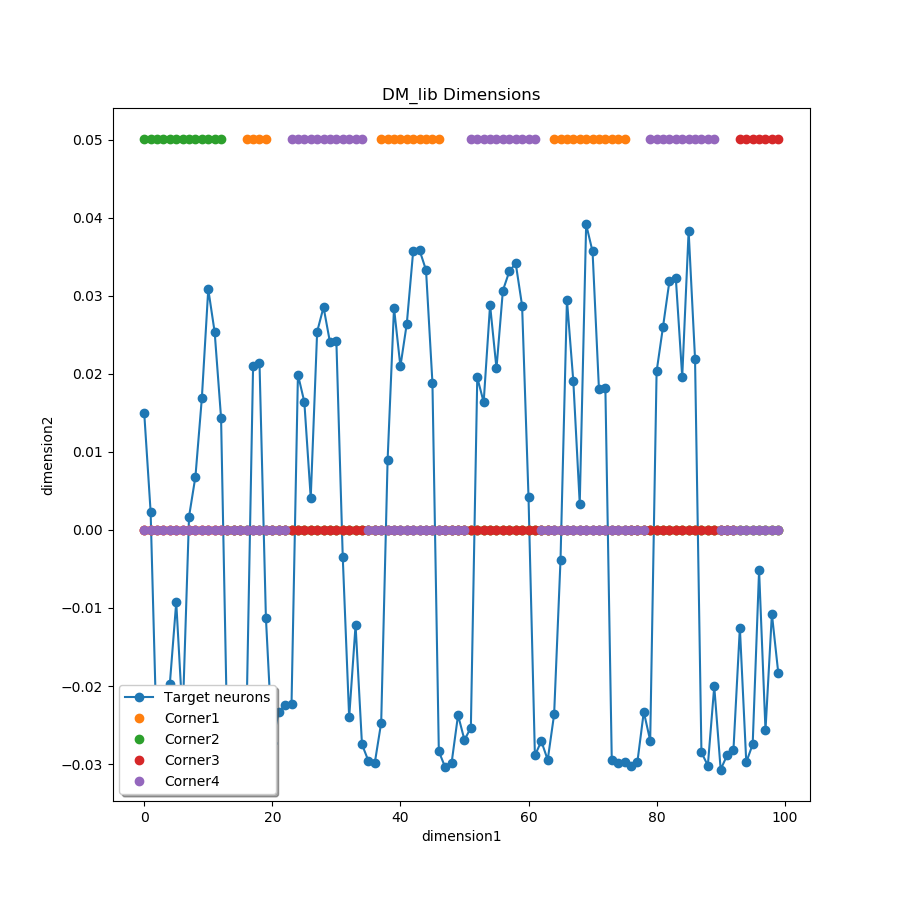 DM_lib Dimensions
0.05
0.04
0.03
0.02
0.01
0.00
−0.01
−0.02
−0.03
dimension2
Target neurons
Corner1
Corner2
Corner3
Corner4
0 20 40 60 80 100
dimension1